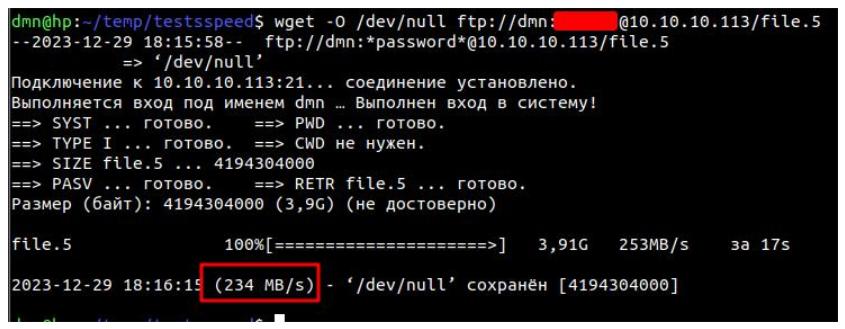 dmn@hp:~/temp/testsspeed$ wget -O /dev/null ftp://dmn: @10.10.10.113/file.5
--2023-12-29 18:15:58--  ftp://dmn:*password*@10.10.10.113/file.5
           => ‘/dev/null’
Подключение к 10.10.10.113:21... соединение установлено.
Выполняется вход под именем dmn … Выполнен вход в систему!
==> SYST ... готово.    ==> PWD ... готово.
==> TYPE I ... готово.  ==> CWD не нужен.
==> SIZE file.5 ... 4194304000
==> PASV ... готово.    ==> RETR file.5 ... готово.
Размер (байт): 4194304000 (3,9G) (не достоверно)
file.5              100%[=====================>]   3,91G   253MB/s    за 17s
2023-12-29 18:16:15 (234 MB/s) - ‘/dev/null’ сохранён [4194304000]